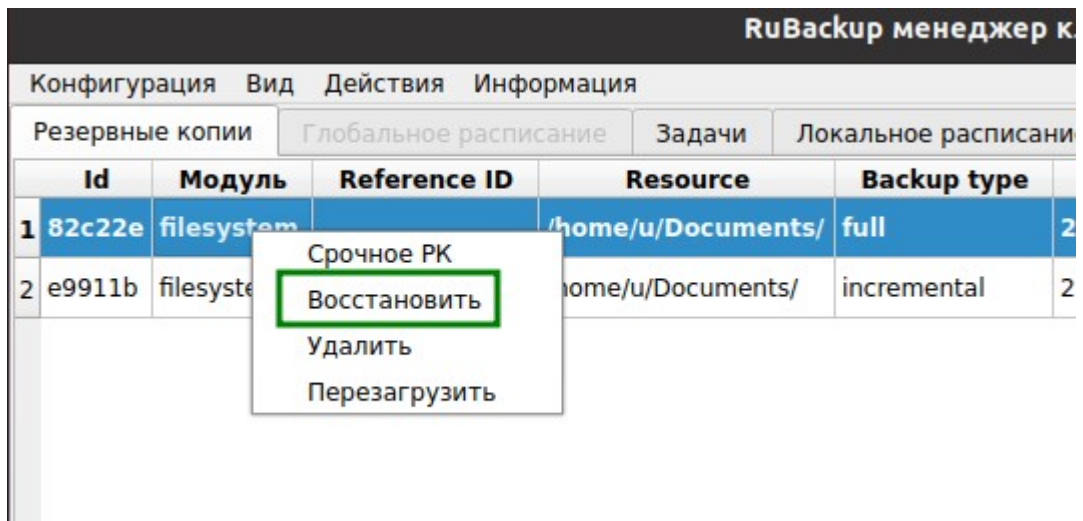 RuBackup менеджер к
Конфигурация Вид Действия Информация
Резервные копии Глобальное расписание Задачи Локальное расписани
Id Модуль Reference ID Resource Backup type
1 82c22e filesystem /home/u/Documents/ full 2
Срочное РК
2 e9911b filesyste home/u/Documents/ incremental 2
Восстановить
Удалить
Перезагрузить